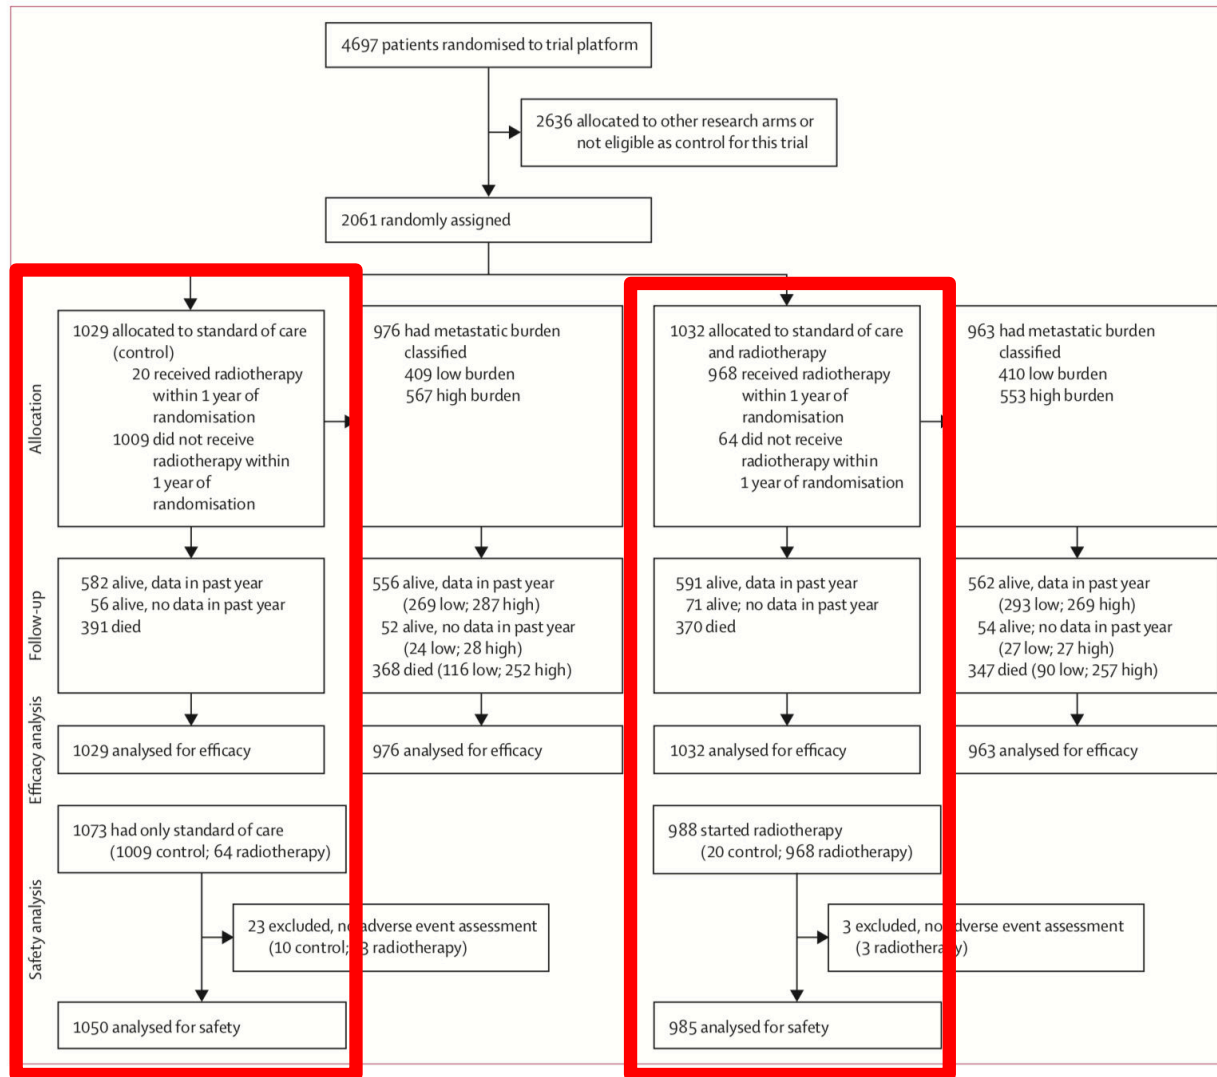 4697 patients randomised to trial platform
2636 allocated to other research arms or
not eligible as control for this trial
2061 randomly assigned
Allocation
1029 allocated to standard of care
(control)
20 received radiotherapy
within 1 year of
randomisation
1009 did not receive
radiotherapy within
1 year of
randomisation
976 had metastatic burden
classified
409 low burden
567 high burden
1032 allocated to standard of care
and radiotherapy
968 received radiotherapy
within 1 year of
randomisation
64 did not receive
radiotherapy within
1 year of randomisation
963 had metastatic burden
classified
410 low burden
553 high burden
Follow-up
582 alive, data in past year
56 alive, no data in past year
391 died
556 alive, data in past year
(269 low; 287 high)
52 alive, no data in past year
(24 low; 28 high)
368 died (116 low; 252 high)
591 alive, data in past year
71 alive; no data in past year
370 died
562 alive, data in past year
(293 low; 269 high)
54 alive; no data in past year
(27 low; 27 high)
347 died (90 low; 257 high)
Efficacy analysis
1029 analysed for efficacy
976 analysed for efficacy
1032 analysed for efficacy
963 analysed for efficacy
Safety analysis
1073 had only standard of care
(1009 control; 64 radiotherapy)
23 excluded, no adverse event assessment
(10 control; radiotherapy)
1050 analysed for safety
988 started radiotherapy
(20 control; 968 radiotherapy)
3 excluded, no adverse event assessment
(3 radiotherapy)
985 analysed for safety